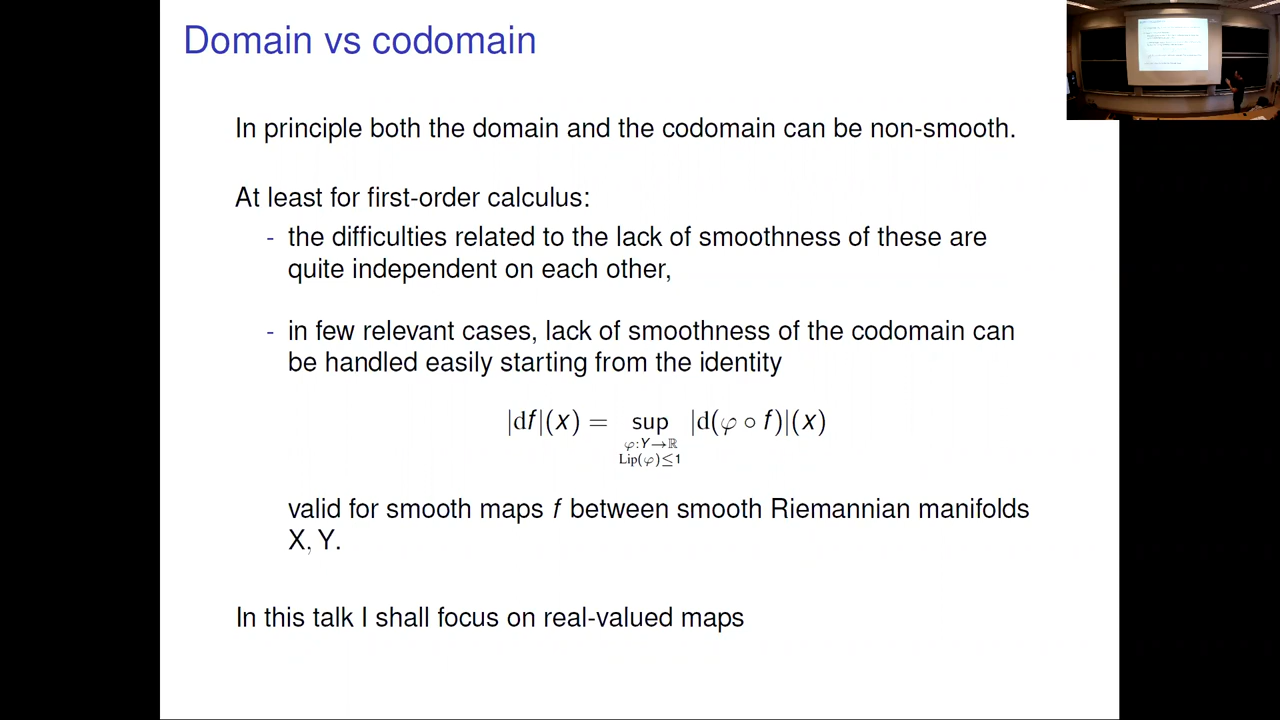 Domain vs codomain
In principle both the domain and the codomain can be non-smooth.
At least for first-order calculus:
- the difficulties related to the lack of smoothness of these are
quite independent on each other,
- in few relevant cases, lack of smoothness of the codomain can
be handled easily starting from the identity
|df|(x) = sup |d(φ ∘ f)|(x)
φ:Y→ℝ
Lip(φ)≤1
valid for smooth maps f between smooth Riemannian manifolds
X, Y.
In this talk I shall focus on real-valued maps